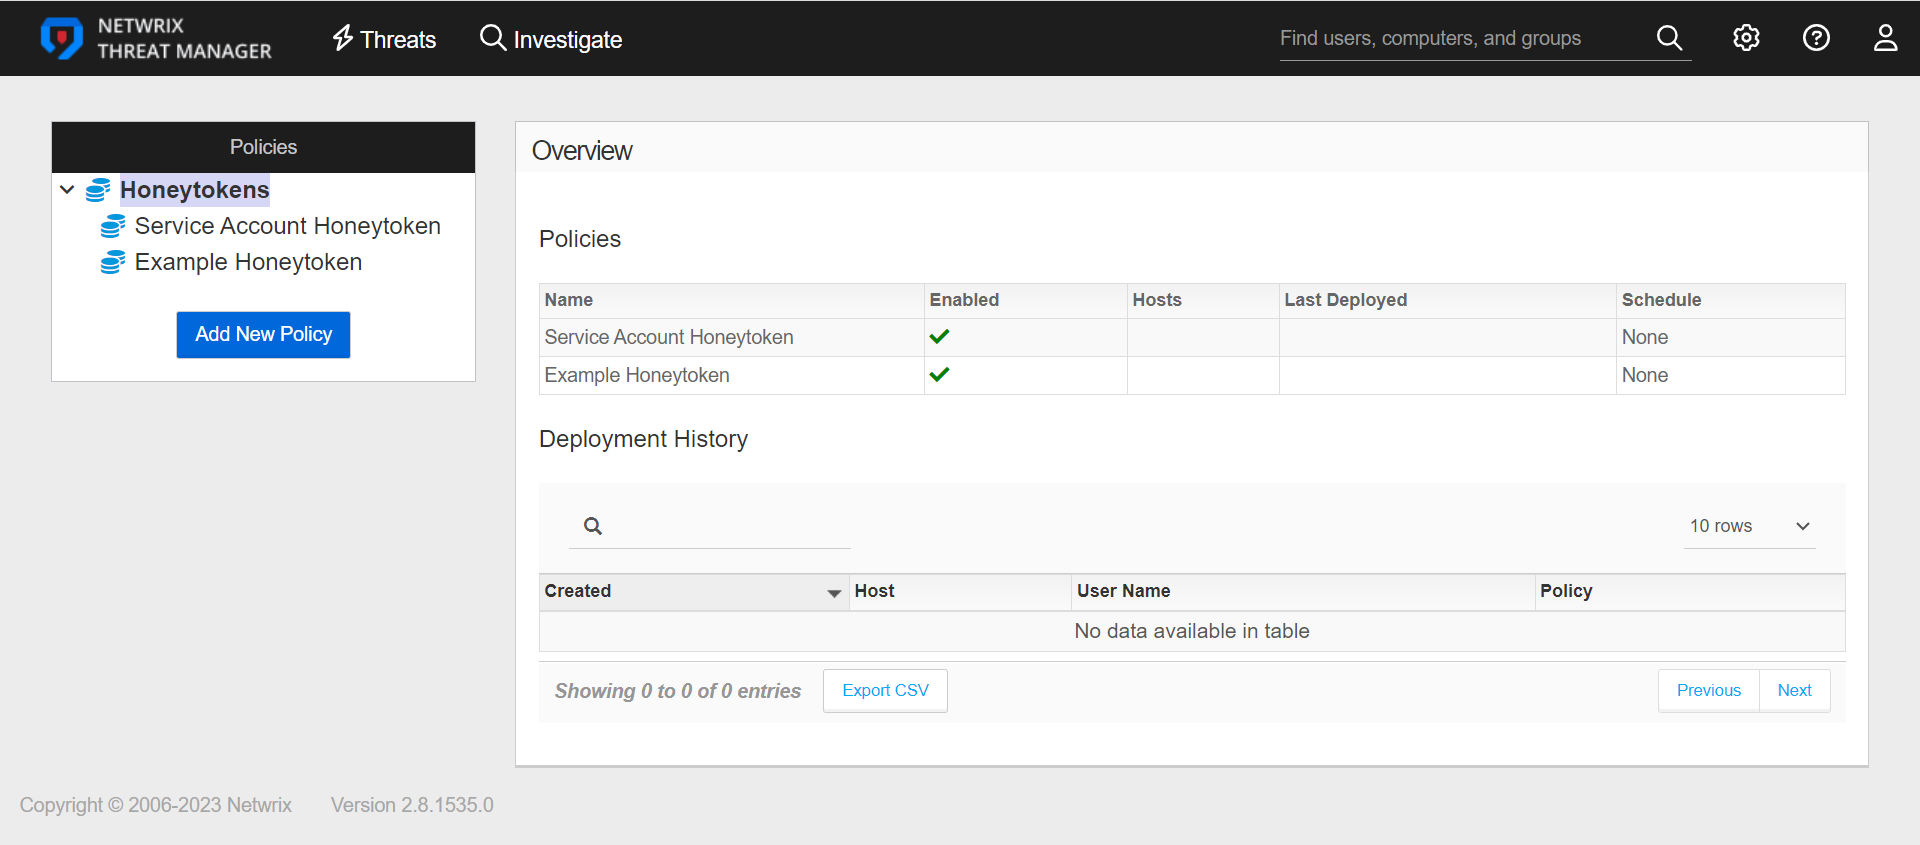 NETWRIX
THREAT MANAGER
Threats
Investigate
Find users, computers, and groups
Policies
Honeytokens
Service Account Honeytoken
Example Honeytoken
Add New Policy
Overview
Policies
Name Enabled Hosts Last Deployed Schedule
Service Account Honeytoken None
Example Honeytoken None
Deployment History
10 rows
Created Host User Name Policy
No data available in table
Showing 0 to 0 of 0 entries Export CSV Previous Next
Copyright © 2006-2023 Netwrix Version 2.8.1535.0